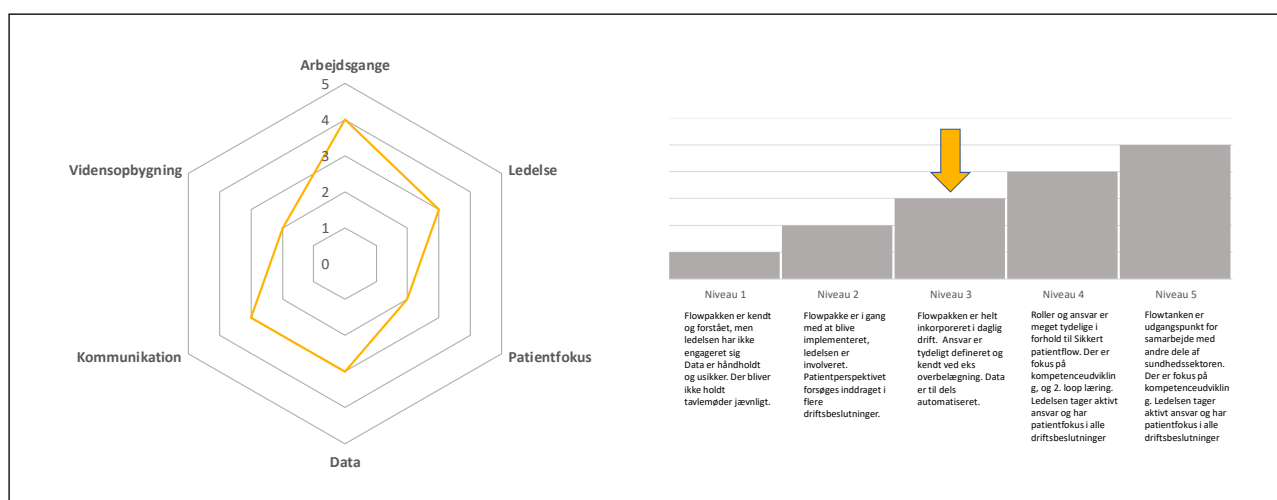 Arbejdsgange
5
4
3
2
1
0
Ledelse
Patientfokus
Data
Kommunikation
Vidensopbygning
Niveau 1
Flowpakken er kendt
og forstået, men
ledelsen har ikke
engageret sig
Data er håndholdt
og usikker. Der bliver
ikke holdt
tavlemøder jævnligt.
Niveau 2
Flowpakke er i gang
med at blive
implementeret,
ledelsen er
involveret.
Patientperspektivet
forsøges inddraget i
flere
driftsbeslutninger.
Niveau 3
Flowpakken er helt
inkorporeret i daglig
drift.  Ansvar er
tydeligt defineret og
kendt ved eks
overbelægning. Data
er til dels
automatiseret.
Niveau 4
Roller og ansvar er
meget tydelige i
forhold til Sikkert
patientflow. Der er
fokus på
kompetenceudviklin
g, og 2. loop læring.
Ledelsen tager aktivt
ansvar og har
patientfokus i alle
driftsbeslutninger
Niveau 5
Flowtanken er
udgangspunkt for
samarbejde med
andre dele af
sundhedssektoren.
Der er fokus på
kompetenceudviklin
g. Ledelsen tager
aktivt ansvar og har
patientfokus i alle
driftsbeslutninger